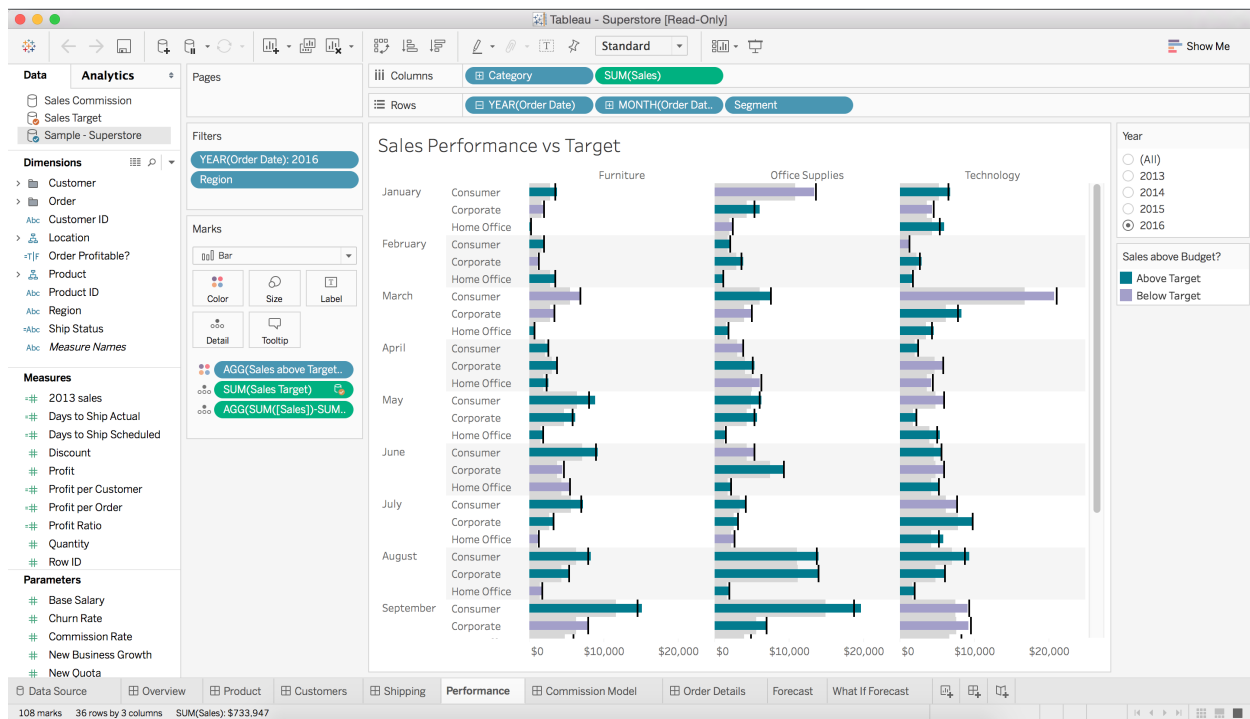 Tableau - Superstore [Read-Only]
Standard
Show Me
Data
Analytics
Sales Commission
Sales Target
Sample - Superstore
Dimensions
Customer
Order
Abc Customer ID
Location
=T|F Order Profitable?
Product
Abc Product ID
Abc Region
=Abc Ship Status
Abc Measure Names
Measures
=# 2013 sales
=# Days to Ship Actual
=# Days to Ship Scheduled
# Discount
# Profit
=# Profit per Customer
=# Profit per Order
=# Profit Ratio
# Quantity
# Row ID
Parameters
# Base Salary
# Churn Rate
# Commission Rate
# New Business Growth
# New Quota
Pages
Filters
YEAR(Order Date): 2016
Region
Marks
Bar
Color
Size
Label
Detail
Tooltip
AGG(Sales above Target..
SUM(Sales Target)
AGG(SUM([Sales])-SUM..
Columns
Category
SUM(Sales)
Rows
YEAR(Order Date)
MONTH(Order Dat..
Segment
Sales Performance vs Target
Furniture
Office Supplies
Technology
January
Consumer
Corporate
Home Office
February
Consumer
Corporate
Home Office
March
Consumer
Corporate
Home Office
April
Consumer
Corporate
Home Office
May
Consumer
Corporate
Home Office
June
Consumer
Corporate
Home Office
July
Consumer
Corporate
Home Office
August
Consumer
Corporate
Home Office
September
Consumer
Corporate
$0 $10,000 $20,000
$0 $10,000 $20,000
$0 $10,000 $20,000
Year
(All)
2013
2014
2015
2016
Sales above Budget?
Above Target
Below Target
Data Source
Overview
Product
Customers
Shipping
Performance
Commission Model
Order Details
Forecast
What If Forecast
108 marks 36 rows by 3 columns SUM(Sales): $733,947